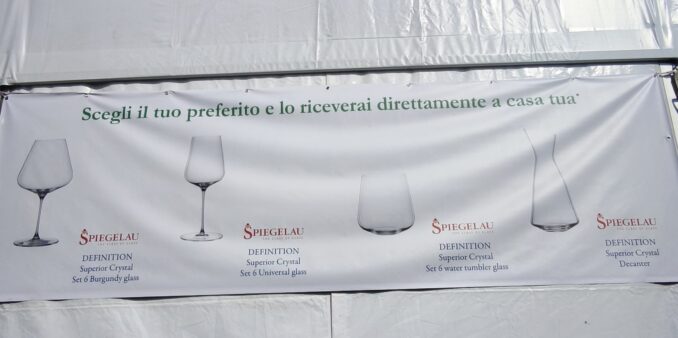 Scegli il tuo preferito e lo riceverai direttamente a casa tua*
SPIEGELAU
DEFINITION
Superior Crystal
Set 6 Burgundy glass
SPIEGELAU
DEFINITION
Superior Crystal
Set 6 Universal glass
SPIEGELAU
DEFINITION
Superior Crystal
Set 6 water tumbler glass
SPIEGELAU
DEFINITION
Superior Crystal
Decanter